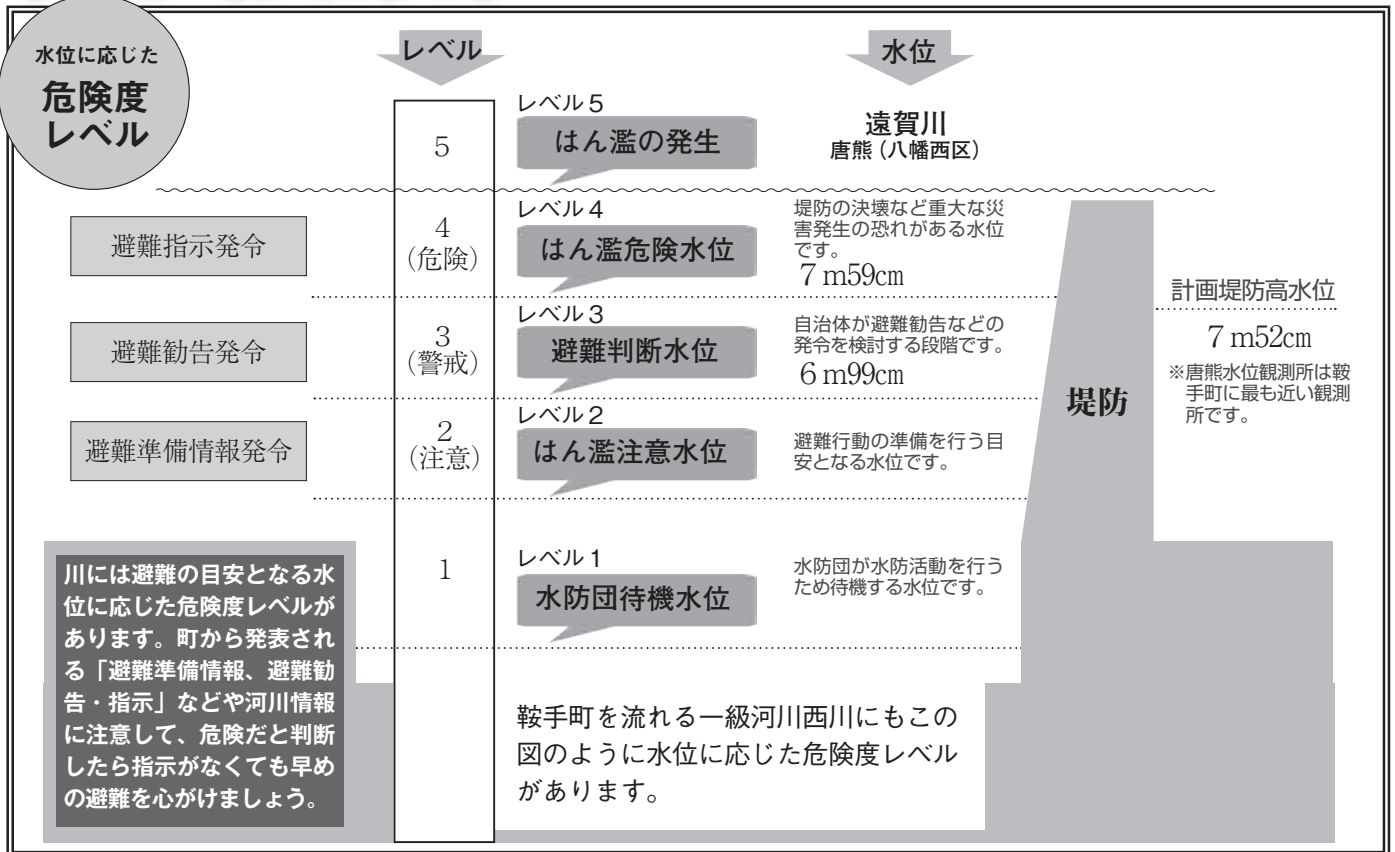 水位に応じた
危険度
レベル
レベル
水位
5
レベル5
はん濫の発生
遠賀川
唐熊（八幡西区）
避難指示発令
4
（危険）
レベル4
はん濫危険水位
堤防の決壊など重大な災
害発生の恐れがある水位
です。
7m59cm
避難勧告発令
3
（警戒）
レベル3
避難判断水位
自治体が避難勧告などの
発令を検討する段階です。
6m99cm
避難準備情報発令
2
（注意）
レベル2
はん濫注意水位
避難行動の準備を行う目
安となる水位です。
堤防
計画堤防高水位
7m52cm
※唐熊水位観測所は鞍
手町に最も近い観測
所です。
1
レベル1
水防団待機水位
水防団が水防活動を行う
ため待機する水位です。
川には避難の目安となる水
位に応じた危険度レベルが
あります。町から発表され
る「避難準備情報、避難勧
告・指示」などや河川情報
に注意して、危険だと判断
したら指示がなくても早め
の避難を心がけましょう。
鞍手町を流れる一級河川西川にもこの
図のように水位に応じた危険度レベル
があります。